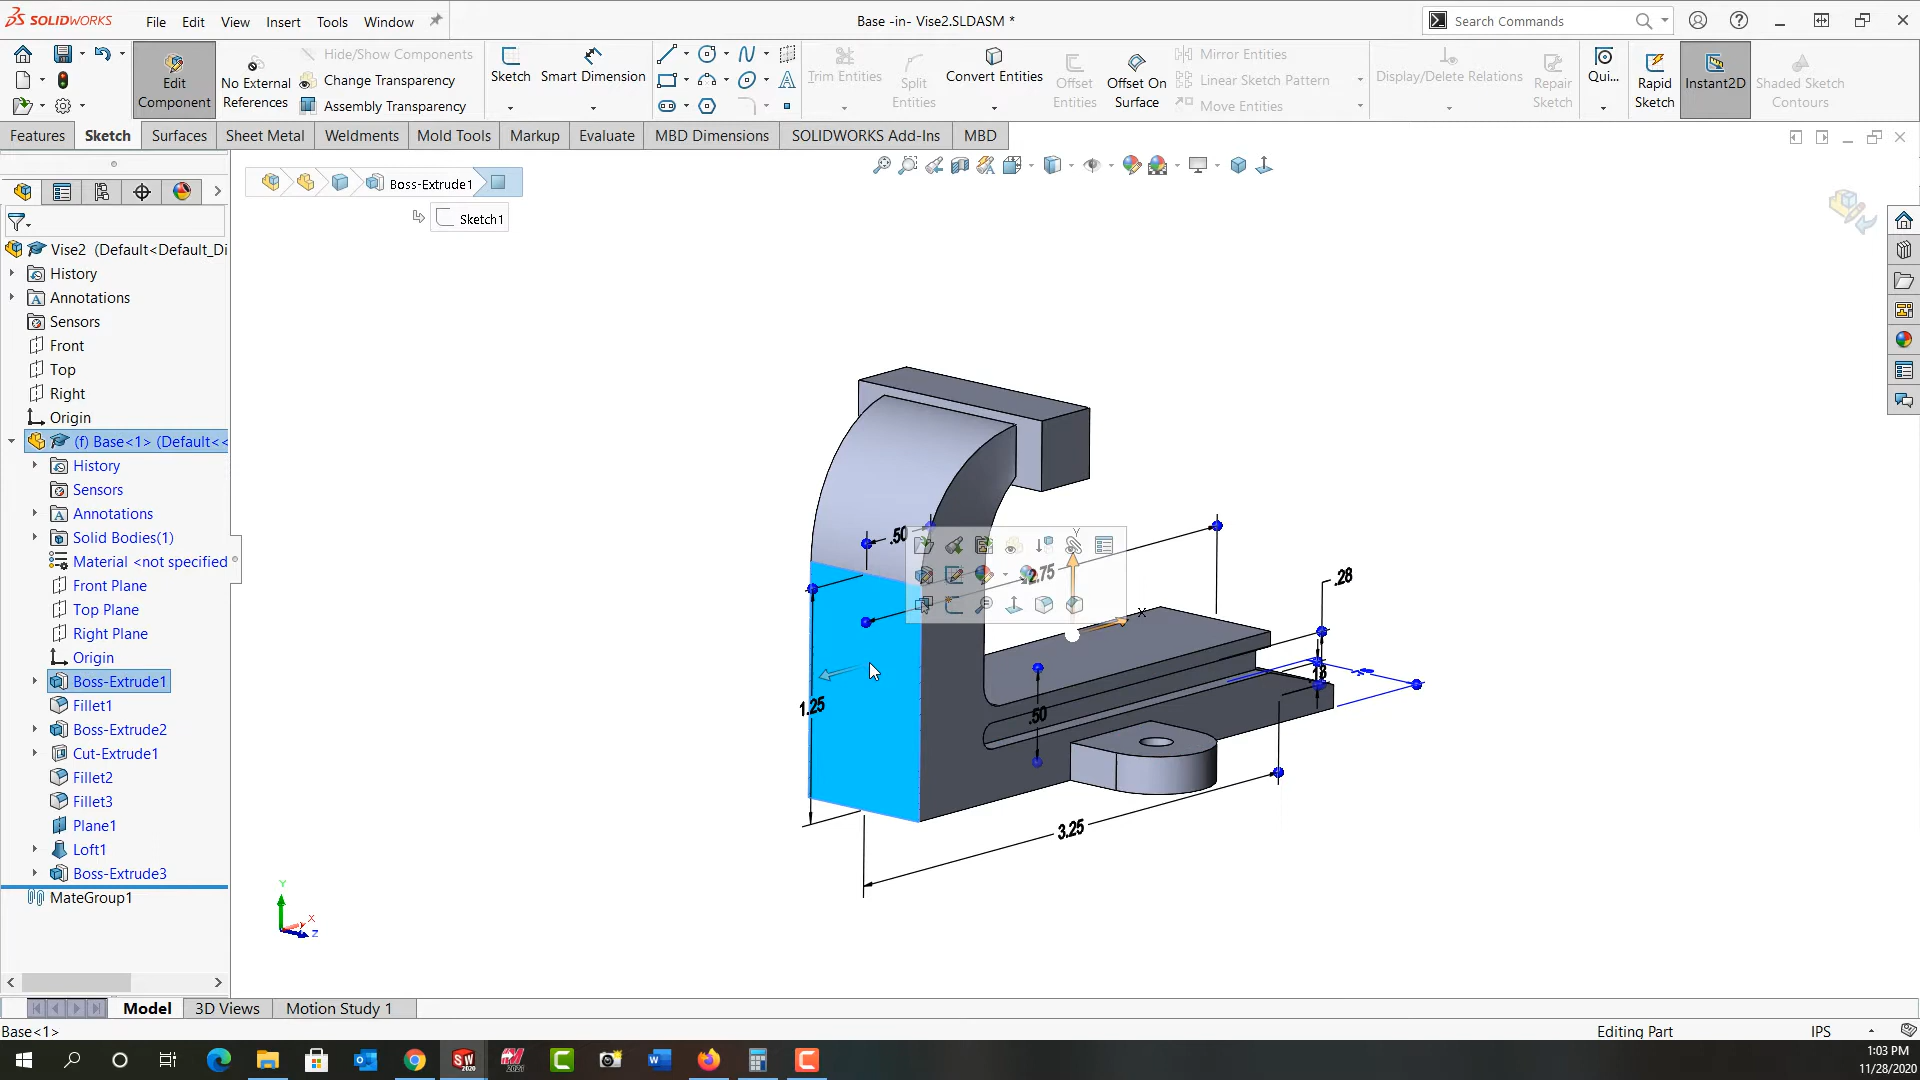 SOLIDWORKS
File Edit View Insert Tools Window
Base -in- Vise2.SLDASM *
Search Commands
Edit Component
No External References
Hide/Show Components
Change Transparency
Assembly Transparency
Sketch
Smart Dimension
Trim Entities
Split Entities
Convert Entities
Offset Entities
Offset On Surface
Mirror Entities
Linear Sketch Pattern
Move Entities
Display/Delete Relations
Repair Sketch
Qui...
Rapid Sketch
Instant2D
Shaded Sketch Contours
Features Sketch Surfaces Sheet Metal Weldments Mold Tools Markup Evaluate MBD Dimensions SOLIDWORKS Add-Ins MBD
Boss-Extrude1
Sketch1
Vise2 (Default<Default_Di
History
Annotations
Sensors
Front
Top
Right
Origin
(f) Base<1> (Default<<
History
Sensors
Annotations
Solid Bodies(1)
Material <not specified
Front Plane
Top Plane
Right Plane
Origin
Boss-Extrude1
Fillet1
Boss-Extrude2
Cut-Extrude1
Fillet2
Fillet3
Plane1
Loft1
Boss-Extrude3
MateGroup1
.50
2.75
.28
Y
X
.18
1.25
.50
3.25
Y
X
Z
Model 3D Views Motion Study 1
Base<1>
Editing Part
IPS
1:03 PM
11/28/2020